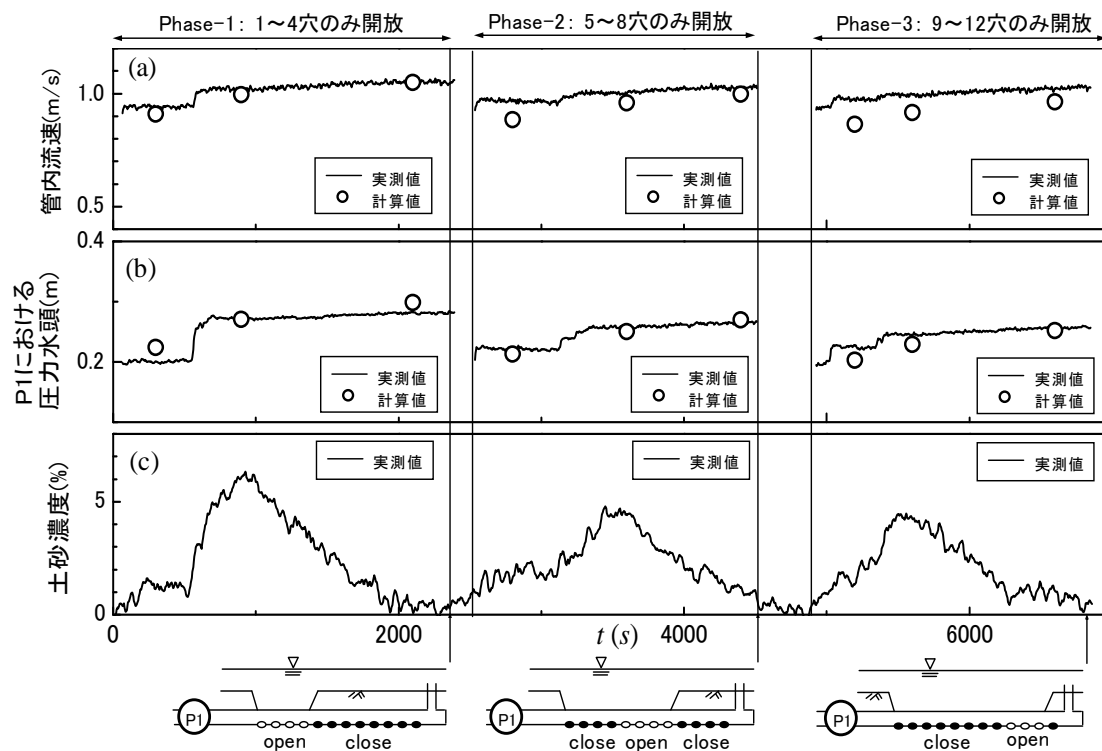 Phase-1: 1～4穴のみ開放
Phase-2: 5～8穴のみ開放
Phase-3: 9～12穴のみ開放
(a)
管内流速(m/s)
1.0
0.5
実測値
計算値
実測値
計算値
実測値
計算値
(b)
P1における
圧力水頭(m)
0.4
0.2
実測値
計算値
実測値
計算値
実測値
計算値
(c)
土砂濃度(%)
5
0
実測値
実測値
実測値
0
2000
t (s)
4000
6000
P1
open
close
P1
close
open
close
P1
close
open